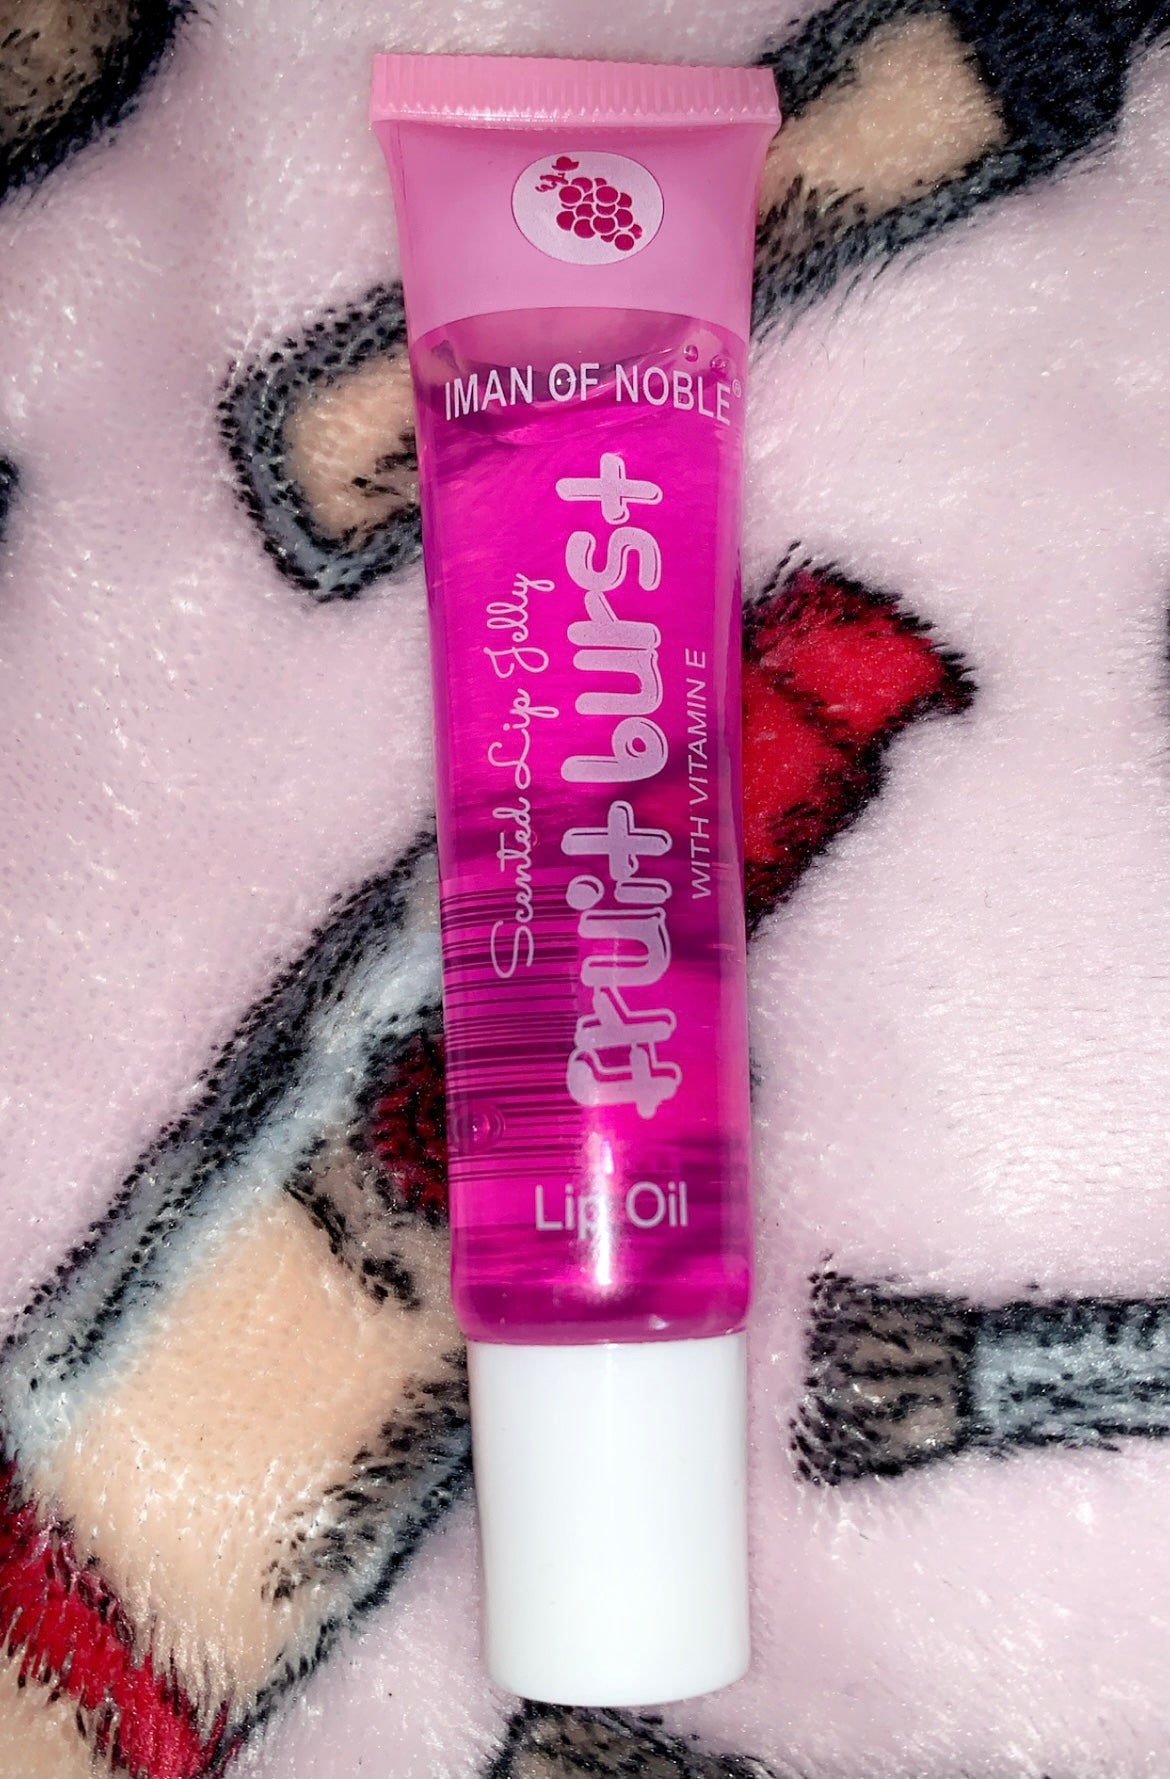 IMAN OF NOBLE®
Scented Lip Jelly
fruit burst
WITH VITAMIN E
Lip Oil